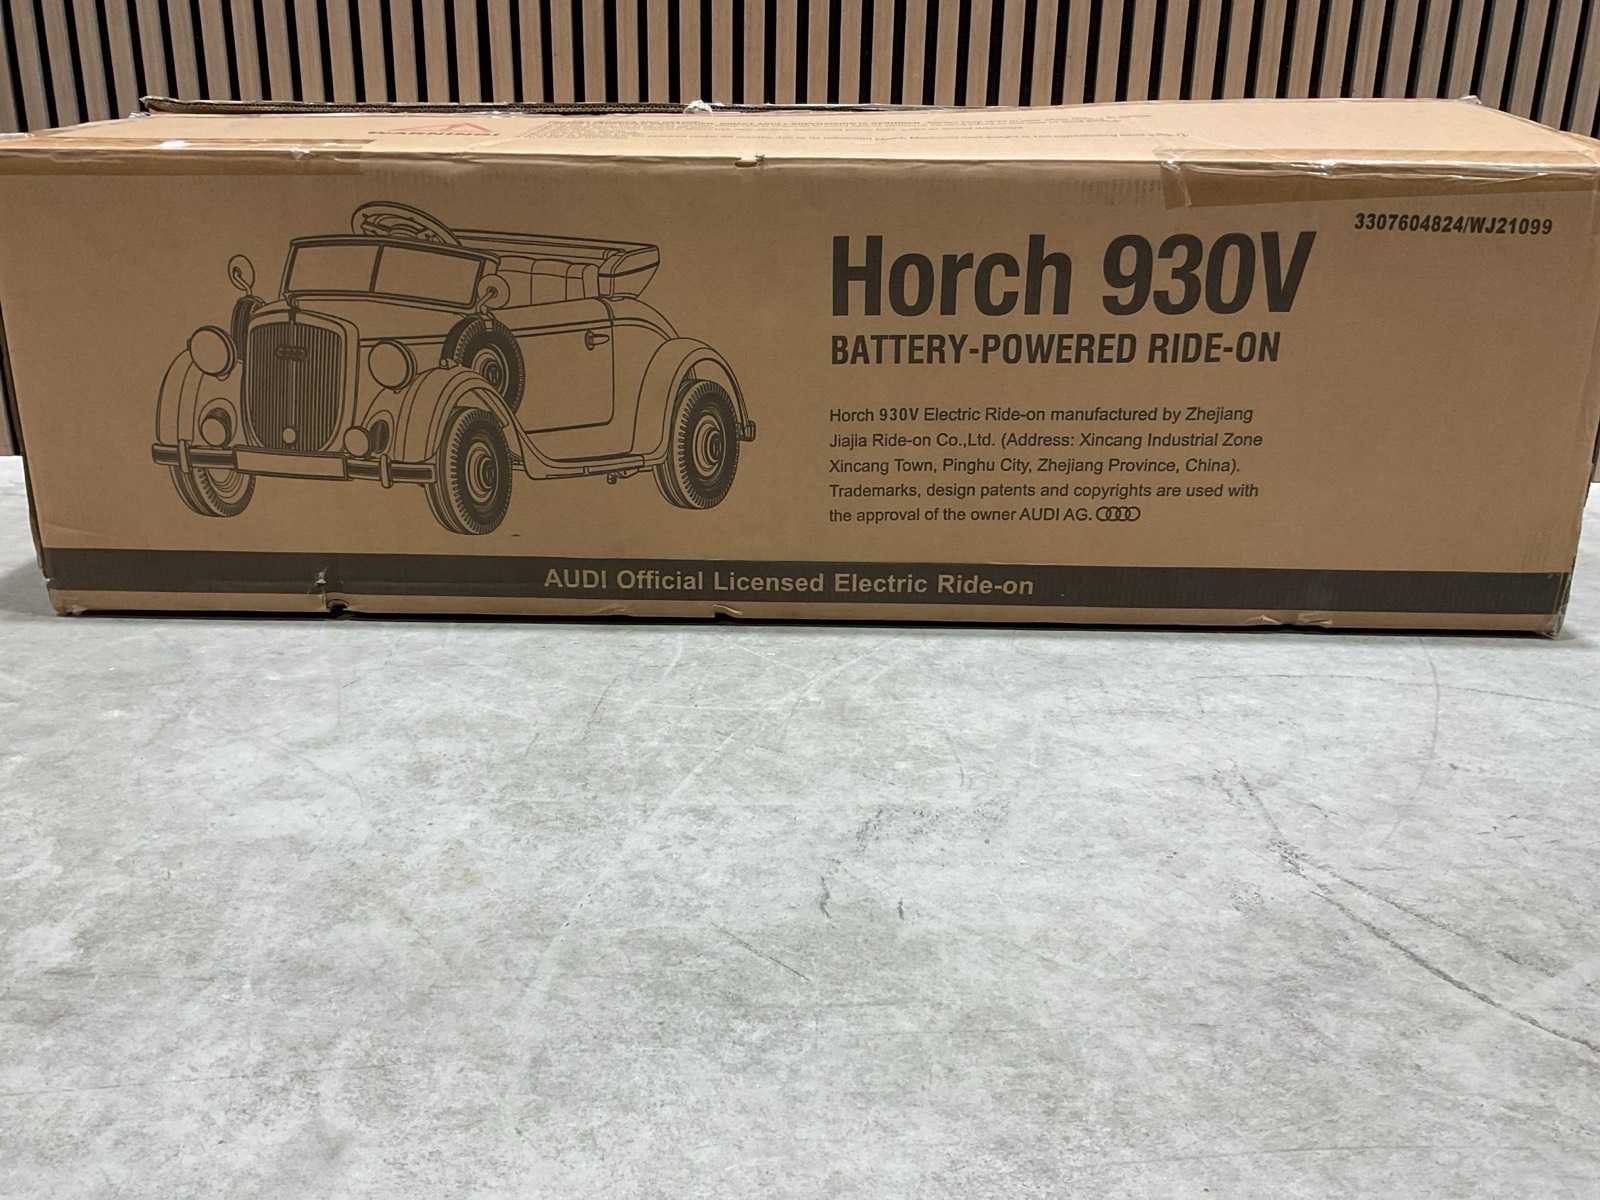 3307604824/WJ21099
Horch 930V
BATTERY-POWERED RIDE-ON
Horch 930V Electric Ride-on manufactured by Zhejiang
Jiajia Ride-on Co.,Ltd. (Address: Xincang Industrial Zone
Xincang Town, Pinghu City, Zhejiang Province, China).
Trademarks, design patents and copyrights are used with
the approval of the owner AUDI AG.
AUDI Official Licensed Electric Ride-on